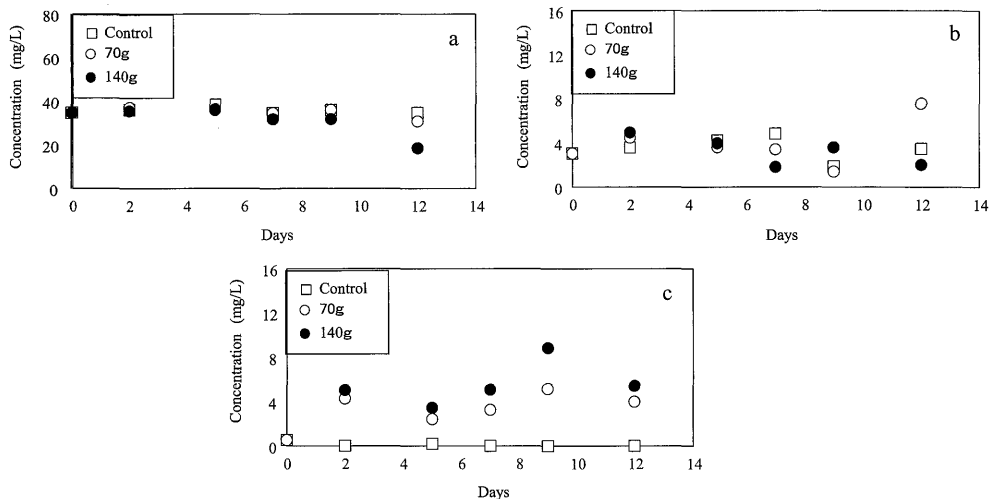 80
60
40
20
0
Concentration (mg/L)
Control
70g
140g
a
0 2 4 6 8 10 12 14
Days
16
12
8
4
0
Concentration (mg/L)
Control
70g
140g
b
0 2 4 6 8 10 12 14
Days
16
12
8
4
0
Concentration (mg/L)
Control
70g
140g
c
0 2 4 6 8 10 12 14
Days